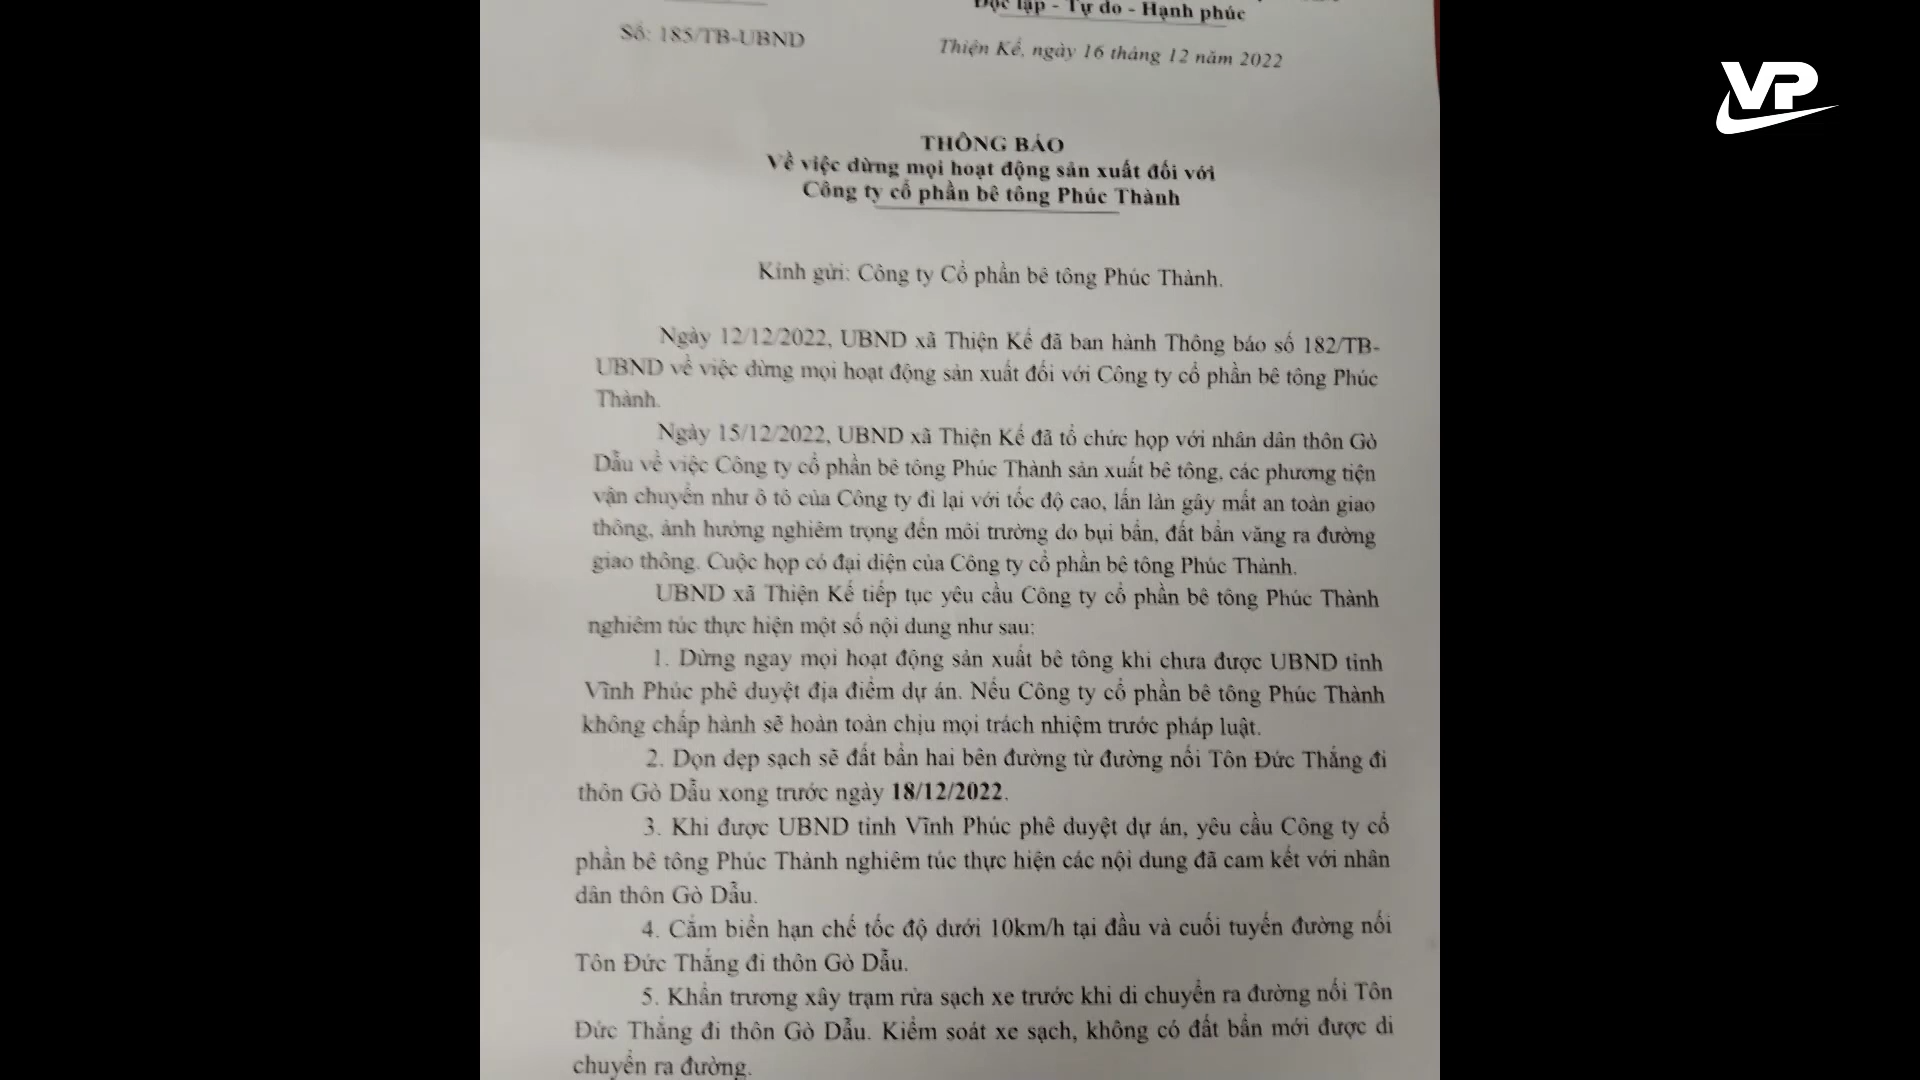 Độc lập - Tự do - Hạnh phúc
Số: 185/TB-UBND
Thiện Kế, ngày 16 tháng 12 năm 2022
VP
THÔNG BÁO
Về việc dừng mọi hoạt động sản xuất đối với
Công ty cổ phần bê tông Phúc Thành
Kính gửi: Công ty Cổ phần bê tông Phúc Thành.
Ngày 12/12/2022, UBND xã Thiện Kế đã ban hành Thông báo số 182/TB-
UBND về việc dừng mọi hoạt động sản xuất đối với Công ty cổ phần bê tông Phúc
Thành.
Ngày 15/12/2022, UBND xã Thiện Kế đã tổ chức họp với nhân dân thôn Gò
Dẫu về việc Công ty cổ phần bê tông Phúc Thành sản xuất bê tông, các phương tiện
vận chuyển như ô tô của Công ty đi lại với tốc độ cao, lấn làn gây mất an toàn giao
thông, ảnh hưởng nghiêm trọng đến môi trường do bụi bẩn, đất bẩn văng ra đường
giao thông. Cuộc họp có đại diện của Công ty cổ phần bê tông Phúc Thành.
UBND xã Thiện Kế tiếp tục yêu cầu Công ty cổ phần bê tông Phúc Thành
nghiêm túc thực hiện một số nội dung như sau:
1. Dừng ngay mọi hoạt động sản xuất bê tông khi chưa được UBND tỉnh
Vĩnh Phúc phê duyệt địa điểm dự án. Nếu Công ty cổ phần bê tông Phúc Thành
không chấp hành sẽ hoàn toàn chịu mọi trách nhiệm trước pháp luật.
2. Dọn dẹp sạch sẽ đất bẩn hai bên đường từ đường nối Tôn Đức Thắng đi
thôn Gò Dẫu xong trước ngày 18/12/2022.
3. Khi được UBND tỉnh Vĩnh Phúc phê duyệt dự án, yêu cầu Công ty cổ
phần bê tông Phúc Thành nghiêm túc thực hiện các nội dung đã cam kết với nhân
dân thôn Gò Dẫu.
4. Cắm biển hạn chế tốc độ dưới 10km/h tại đầu và cuối tuyến đường nối
Tôn Đức Thắng đi thôn Gò Dẫu.
5. Khẩn trương xây trạm rửa sạch xe trước khi di chuyển ra đường nối Tôn
Đức Thắng đi thôn Gò Dẫu. Kiểm soát xe sạch, không có đất bẩn mới được di
chuyển ra đường.